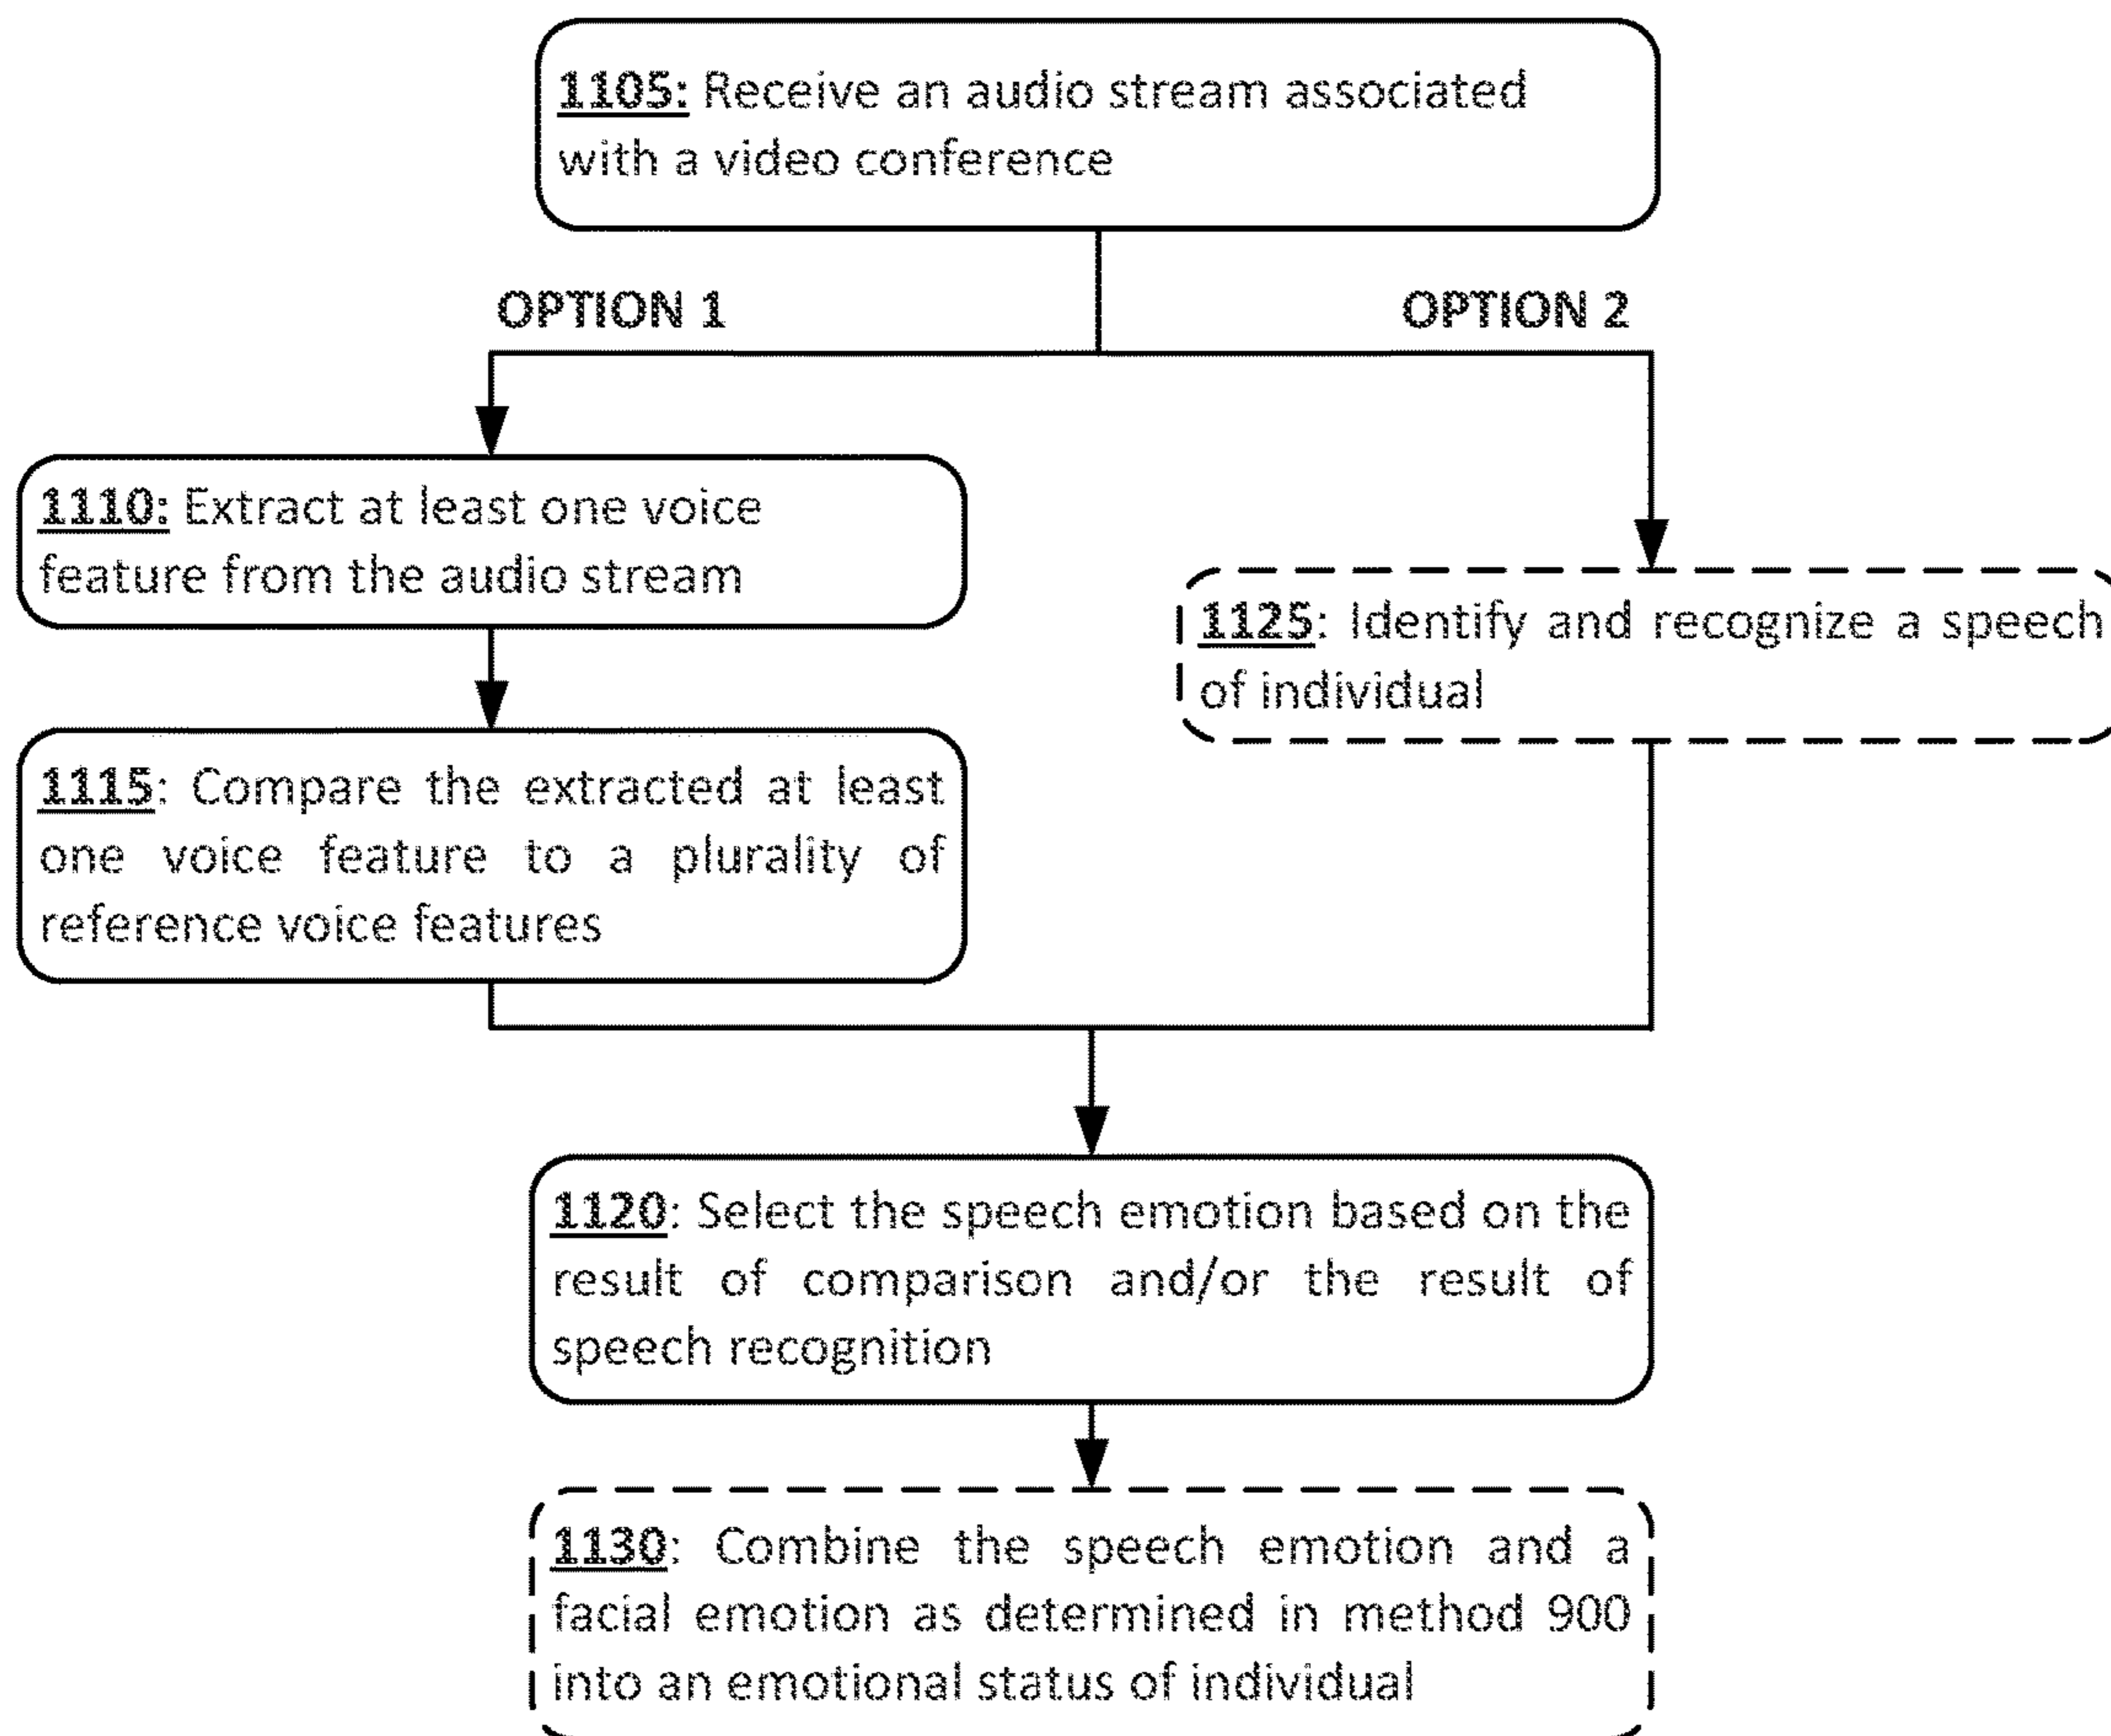 1105: Receive an audio stream associated
with a video conference
OPTION 1
OPTION 2
1110: Extract at least one voice
feature from the audio stream
1125: Identify and recognize a speech
of individual
1115: Compare the extracted at least
one voice feature to a plurality of
reference voice features
1120: Select the speech emotion based on the
result of comparison and/or the result of
speech recognition
1130: Combine the speech emotion and a
facial emotion as determined in method 900
into an emotional status of individual